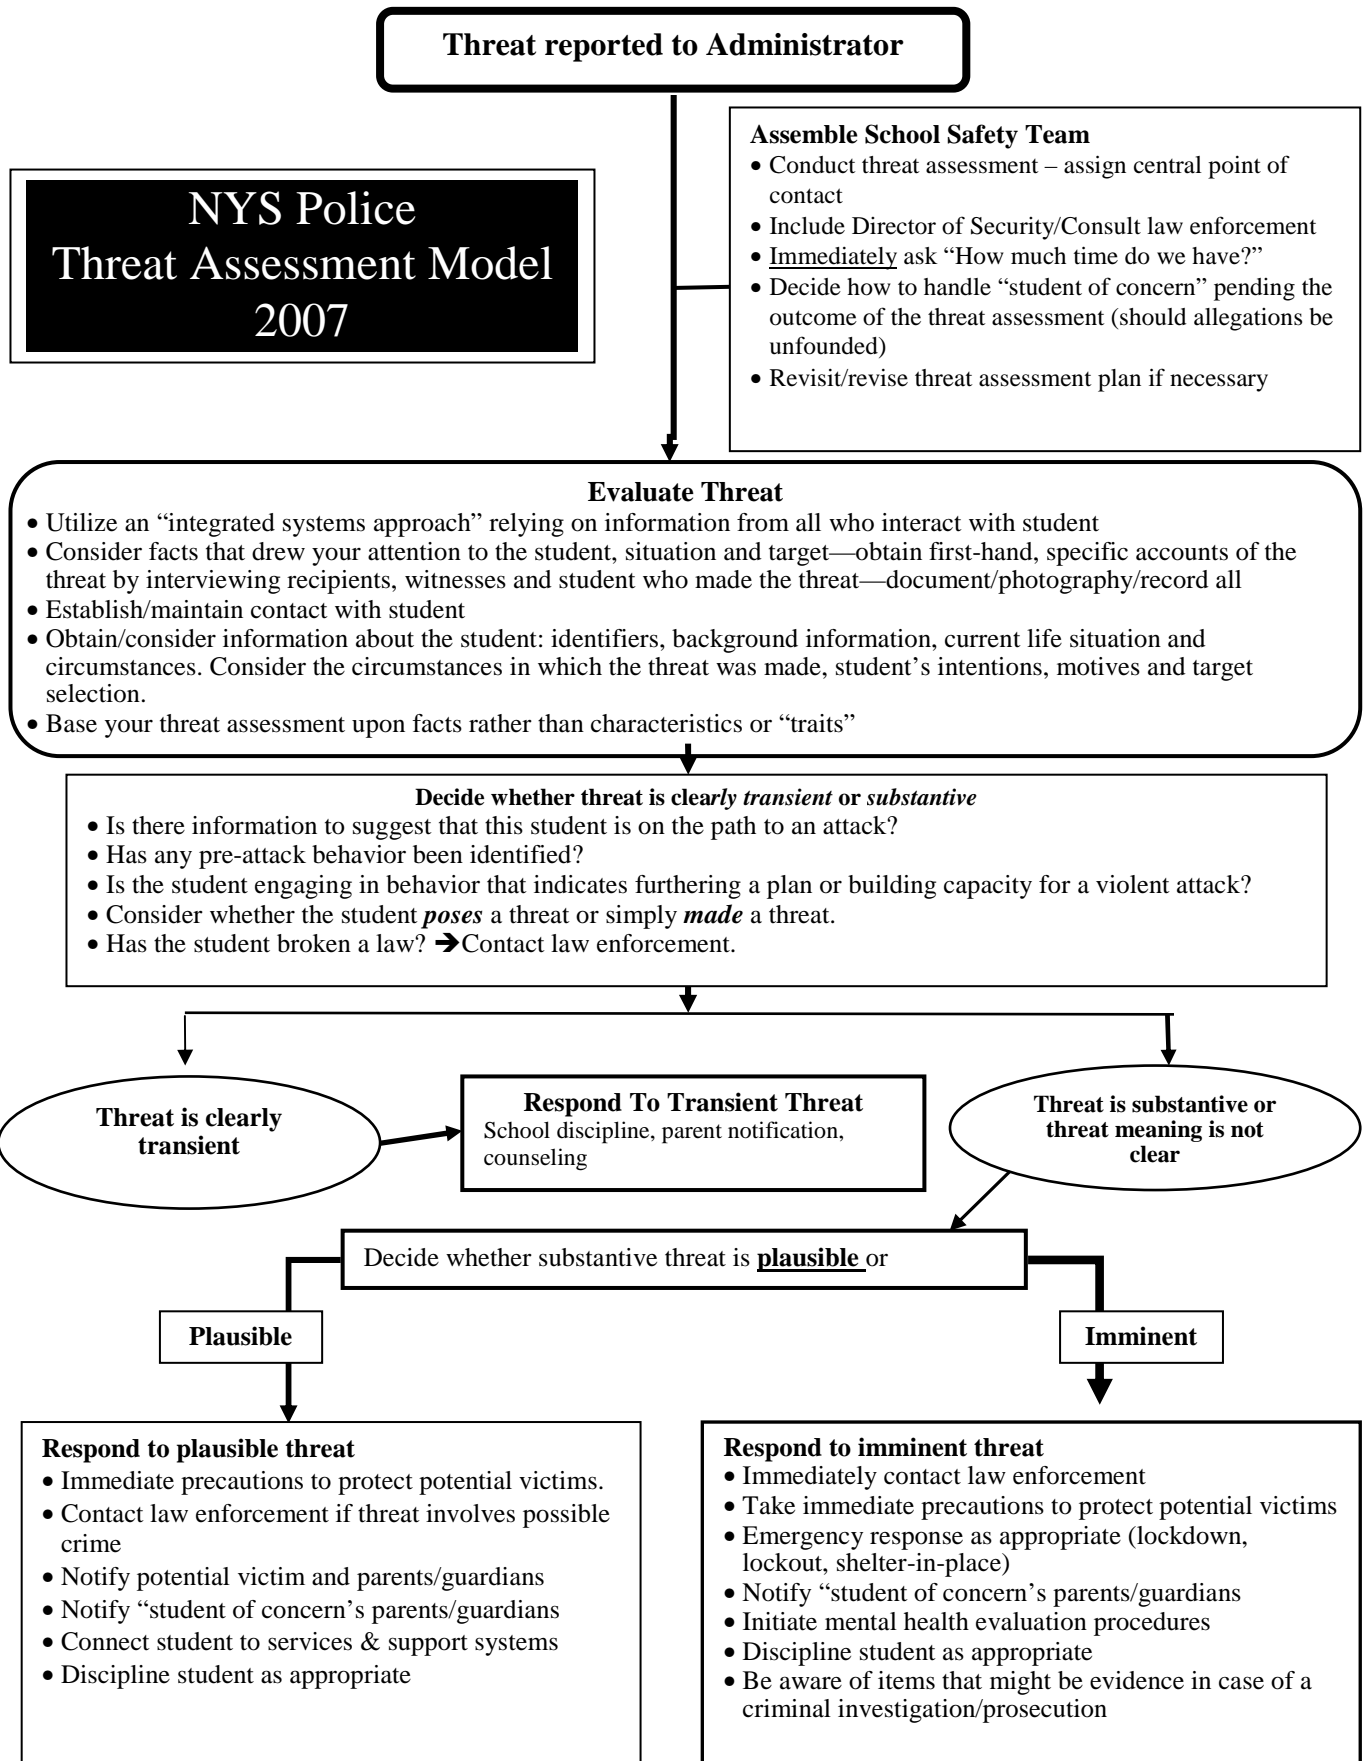 Threat reported to Administrator
Assemble School Safety Team
• Conduct threat assessment – assign central point of
contact
• Include Director of Security/Consult law enforcement
• Immediately ask “How much time do we have?”
• Decide how to handle “student of concern” pending the
outcome of the threat assessment (should allegations be
unfounded)
• Revisit/revise threat assessment plan if necessary
NYS Police
Threat Assessment Model
2007
Evaluate Threat
• Utilize an “integrated systems approach” relying on information from all who interact with student
• Consider facts that drew your attention to the student, situation and target—obtain first-hand, specific accounts of the
threat by interviewing recipients, witnesses and student who made the threat—document/photography/record all
• Establish/maintain contact with student
• Obtain/consider information about the student: identifiers, background information, current life situation and
circumstances. Consider the circumstances in which the threat was made, student’s intentions, motives and target
selection.
• Base your threat assessment upon facts rather than characteristics or “traits”
Decide whether threat is clearly transient or substantive
• Is there information to suggest that this student is on the path to an attack?
• Has any pre-attack behavior been identified?
• Is the student engaging in behavior that indicates furthering a plan or building capacity for a violent attack?
• Consider whether the student poses a threat or simply made a threat.
• Has the student broken a law? ➔Contact law enforcement.
Threat is clearly
transient
Respond To Transient Threat
School discipline, parent notification,
counseling
Threat is substantive or
threat meaning is not
clear
Decide whether substantive threat is plausible or
Plausible
Imminent
Respond to plausible threat
• Immediate precautions to protect potential victims.
• Contact law enforcement if threat involves possible
crime
• Notify potential victim and parents/guardians
• Notify “student of concern’s parents/guardians
• Connect student to services & support systems
• Discipline student as appropriate
Respond to imminent threat
• Immediately contact law enforcement
• Take immediate precautions to protect potential victims
• Emergency response as appropriate (lockdown,
lockout, shelter-in-place)
• Notify “student of concern’s parents/guardians
• Initiate mental health evaluation procedures
• Discipline student as appropriate
• Be aware of items that might be evidence in case of a
criminal investigation/prosecution